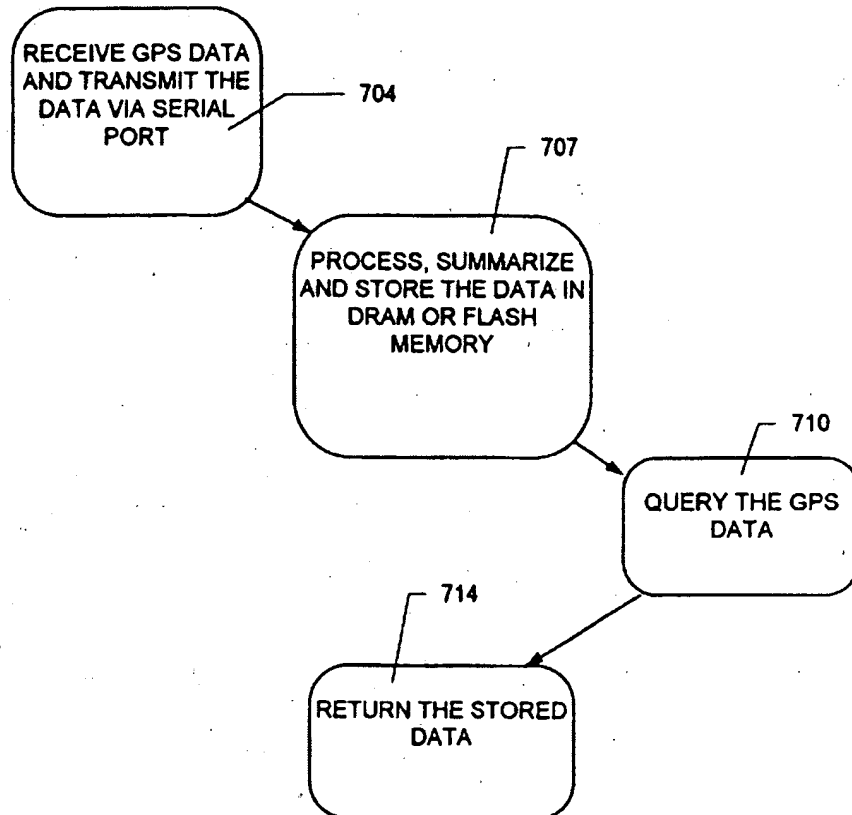 RECEIVE GPS DATA
AND TRANSMIT THE
DATA VIA SERIAL
PORT
704
707
PROCESS, SUMMARIZE
AND STORE THE DATA IN
DRAM OR FLASH
MEMORY
710
QUERY THE GPS
DATA
714
RETURN THE STORED
DATA